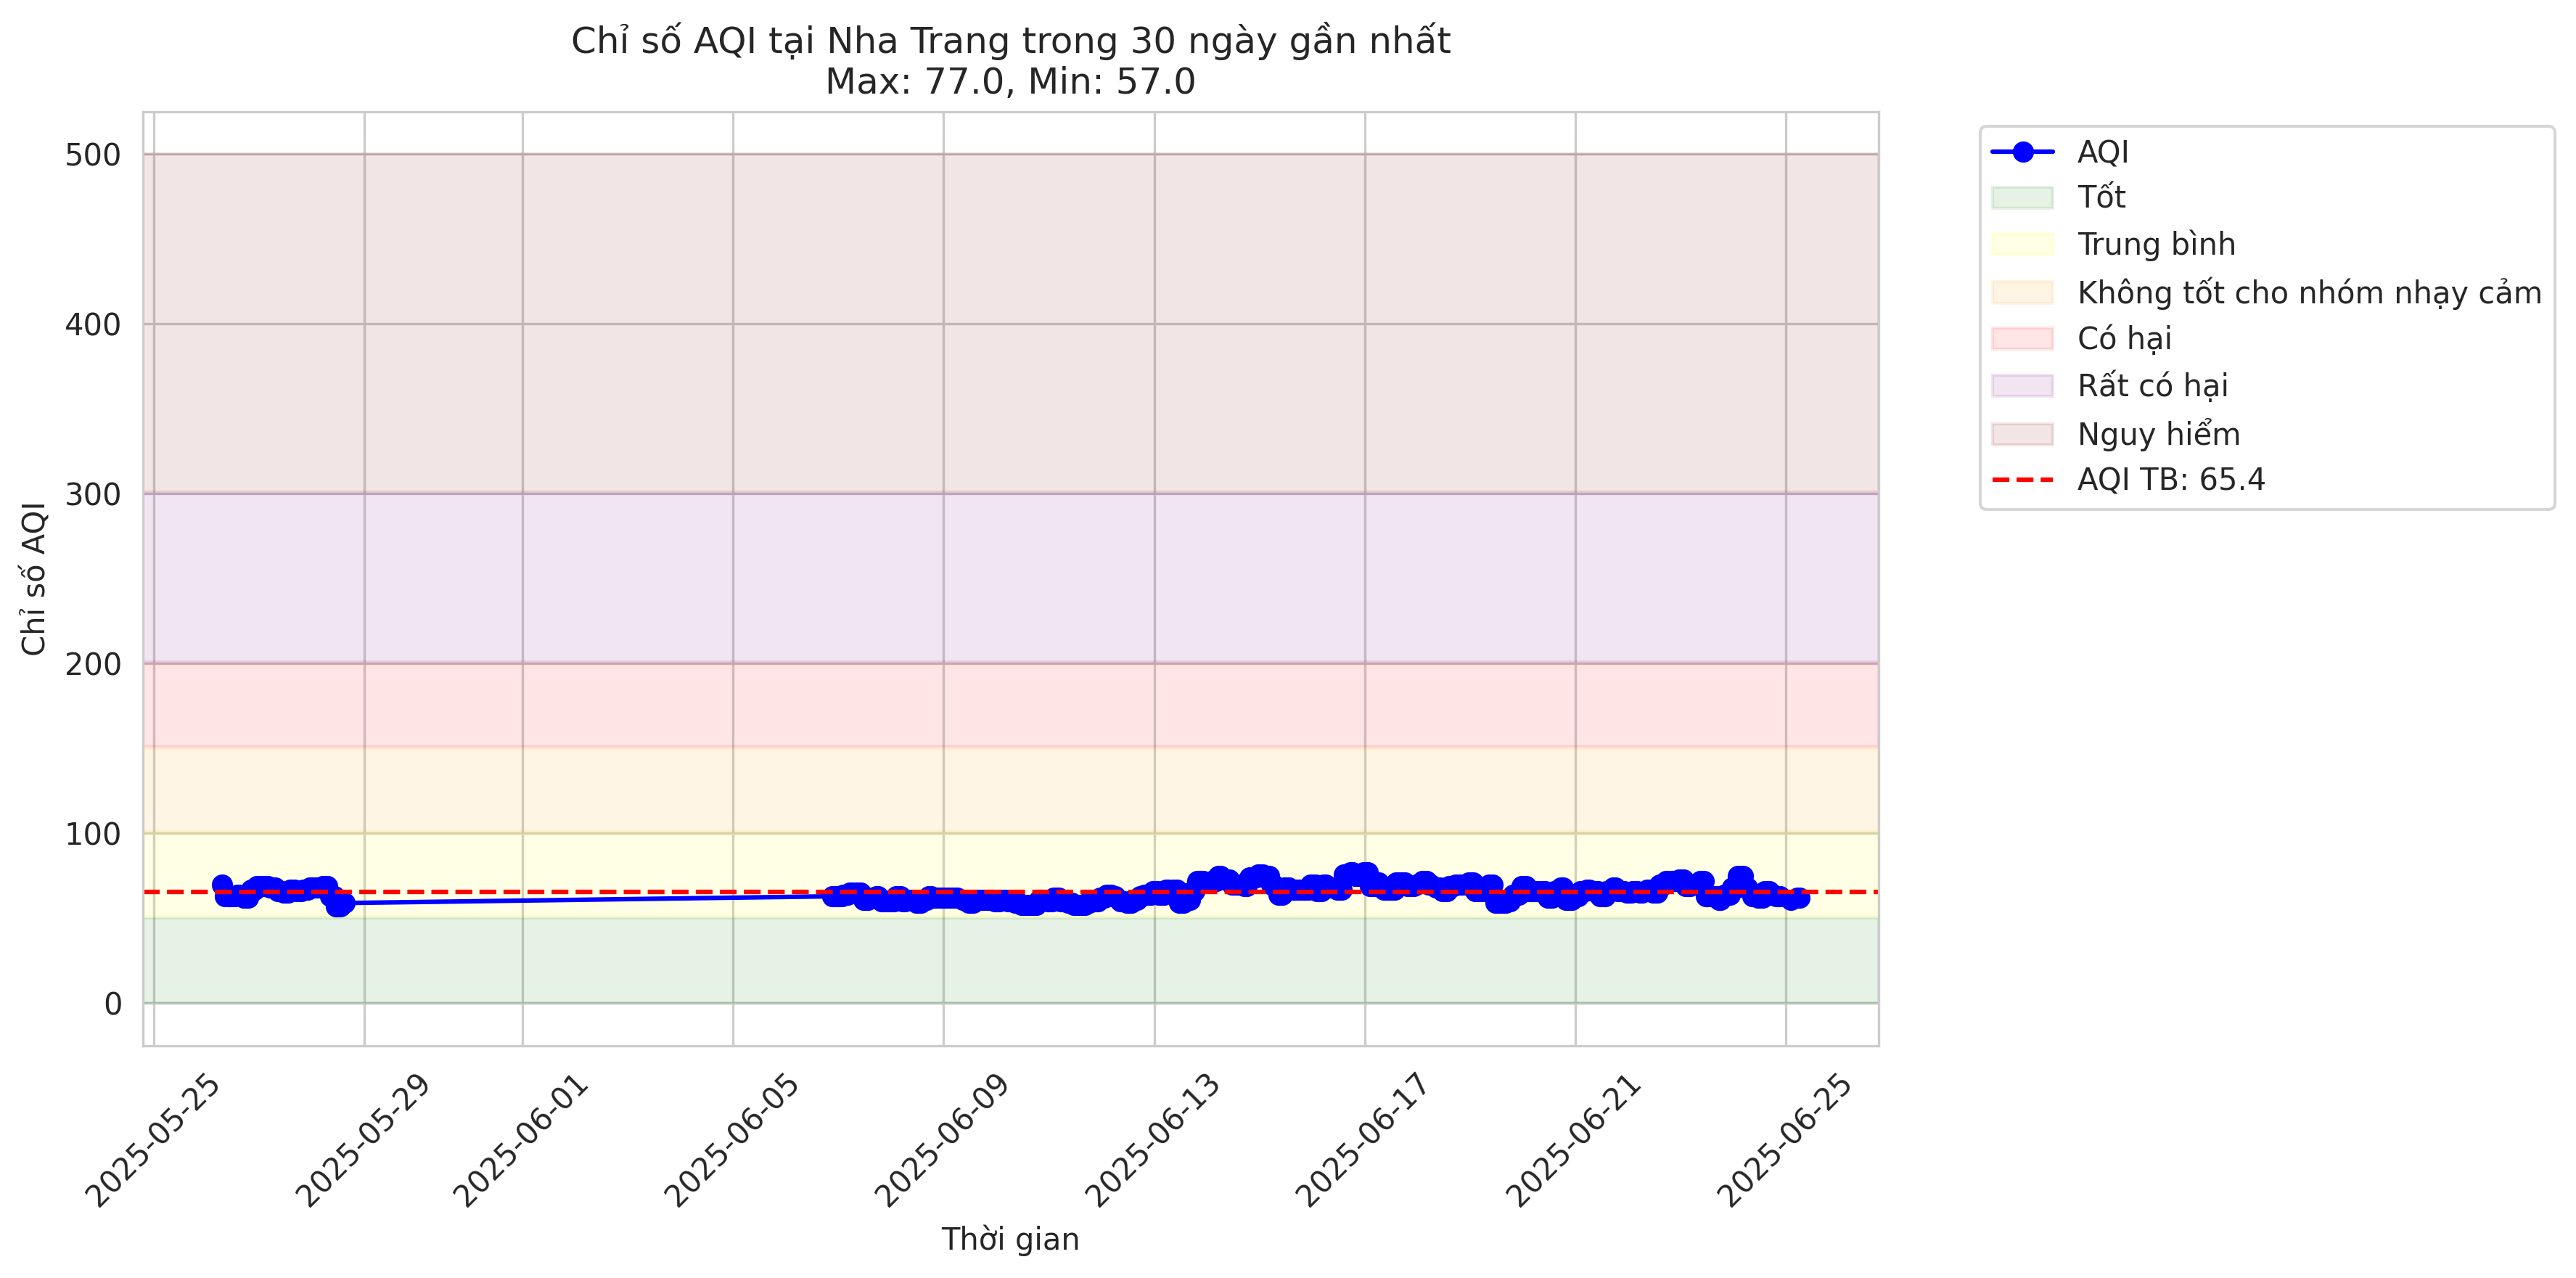 Chỉ số AQI tại Nha Trang trong 30 ngày gần nhất
Max: 77.0, Min: 57.0
Chỉ số AQI
500
400
300
200
100
0
2025-05-25
2025-05-29
2025-06-01
2025-06-05
2025-06-09
2025-06-13
2025-06-17
2025-06-21
2025-06-25
Thời gian
AQI
Tốt
Trung bình
Không tốt cho nhóm nhạy cảm
Có hại
Rất có hại
Nguy hiểm
AQI TB: 65.4